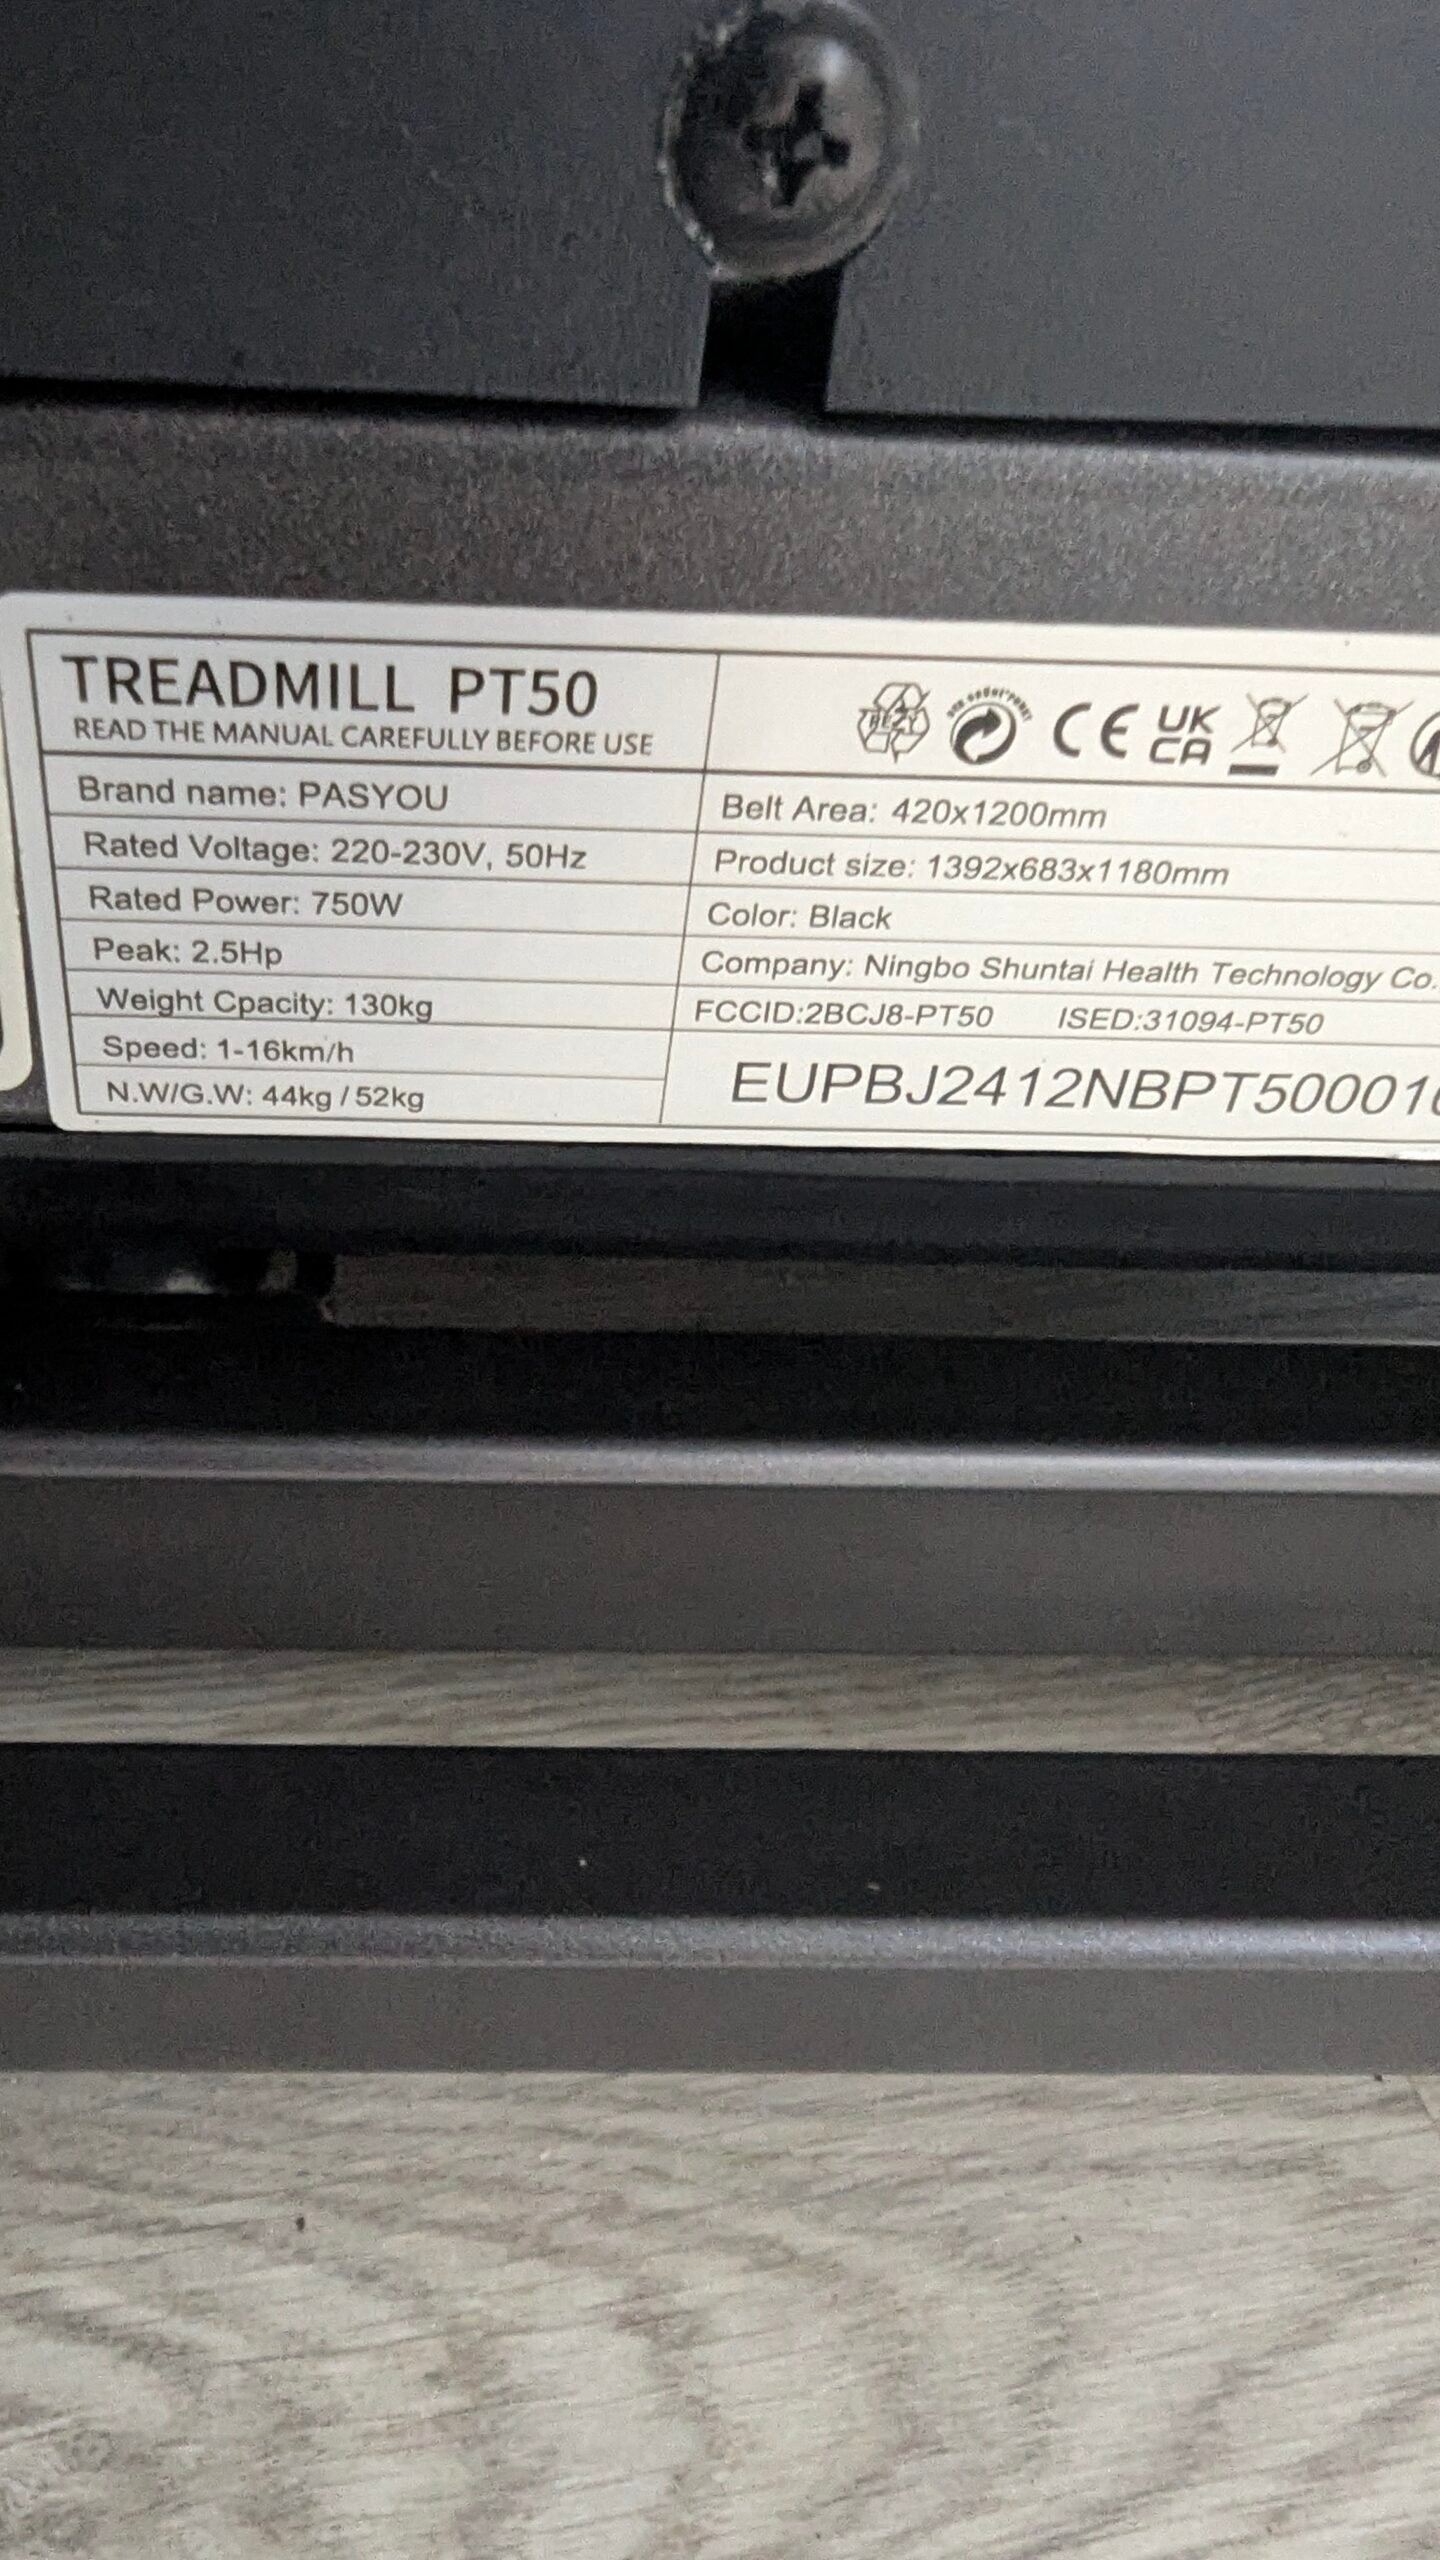 TREADMILL PT50
READ THE MANUAL CAREFULLY BEFORE USE
CE UK CA
Brand name: PASYOU
Rated Voltage: 220-230V, 50Hz
Rated Power: 750W
Peak: 2.5Hp
Weight Cpacity: 130kg
Speed: 1-16km/h
N.W/G.W: 44kg / 52kg
Belt Area: 420x1200mm
Product size: 1392x683x1180mm
Color: Black
Company: Ningbo Shuntai Health Technology Co.
FCCID:2BCJ8-PT50 ISED:31094-PT50
EUPBJ2412NBPT50001